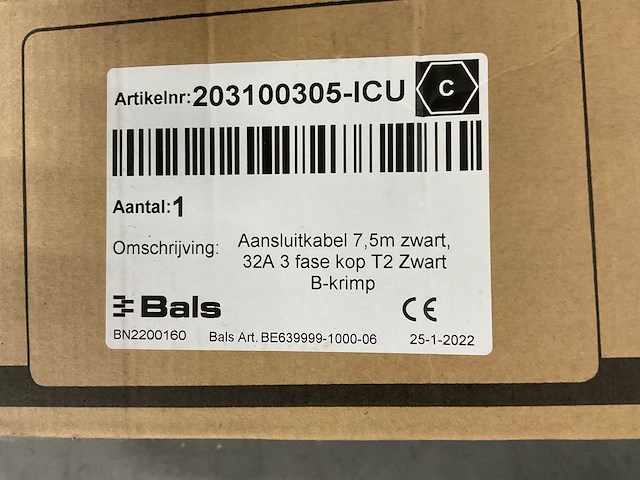 Artikelnr:203100305-ICU C
Aantal:1
Omschrijving: Aansluitkabel 7,5m zwart,
32A 3 fase kop T2 Zwart
B-krimp
Bals CE
BN2200160 Bals Art. BE639999-1000-06 25-1-2022